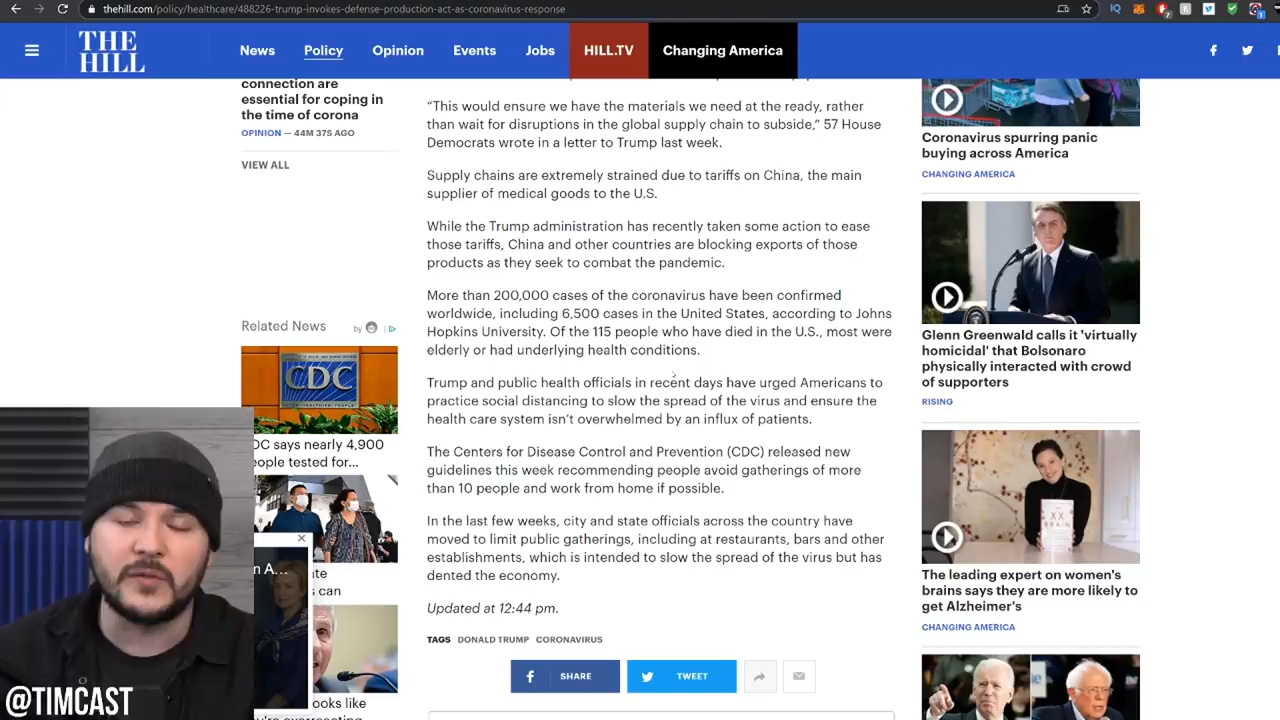 thehill.com/policy/healthcare/488226-trump-invokes-defense-production-act-as-coronavirus-response
THE
HILL
News
Policy
Opinion
Events
Jobs
HILL.TV
Changing America
connection are
essential for coping in
the time of corona
OPINION — 44M 37S AGO
VIEW ALL
Related News
by
CDC
DC says nearly 4,900
eople tested for...
n A...
ate
s can
ooks like
“This would ensure we have the materials we need at the ready, rather
than wait for disruptions in the global supply chain to subside,” 57 House
Democrats wrote in a letter to Trump last week.
Supply chains are extremely strained due to tariffs on China, the main
supplier of medical goods to the U.S.
While the Trump administration has recently taken some action to ease
those tariffs, China and other countries are blocking exports of those
products as they seek to combat the pandemic.
More than 200,000 cases of the coronavirus have been confirmed
worldwide, including 6,500 cases in the United States, according to Johns
Hopkins University. Of the 115 people who have died in the U.S., most were
elderly or had underlying health conditions.
Trump and public health officials in recent days have urged Americans to
practice social distancing to slow the spread of the virus and ensure the
health care system isn’t overwhelmed by an influx of patients.
The Centers for Disease Control and Prevention (CDC) released new
guidelines this week recommending people avoid gatherings of more
than 10 people and work from home if possible.
In the last few weeks, city and state officials across the country have
moved to limit public gatherings, including at restaurants, bars and other
establishments, which is intended to slow the spread of the virus but has
dented the economy.
Updated at 12:44 pm.
TAGS DONALD TRUMP CORONAVIRUS
SHARE
TWEET
Coronavirus spurring panic
buying across America
CHANGING AMERICA
Glenn Greenwald calls it 'virtually
homicidal' that Bolsonaro
physically interacted with crowd
of supporters
RISING
XX
BRAIN
The leading expert on women's
brains says they are more likely to
get Alzheimer's
CHANGING AMERICA
@TIMCAST